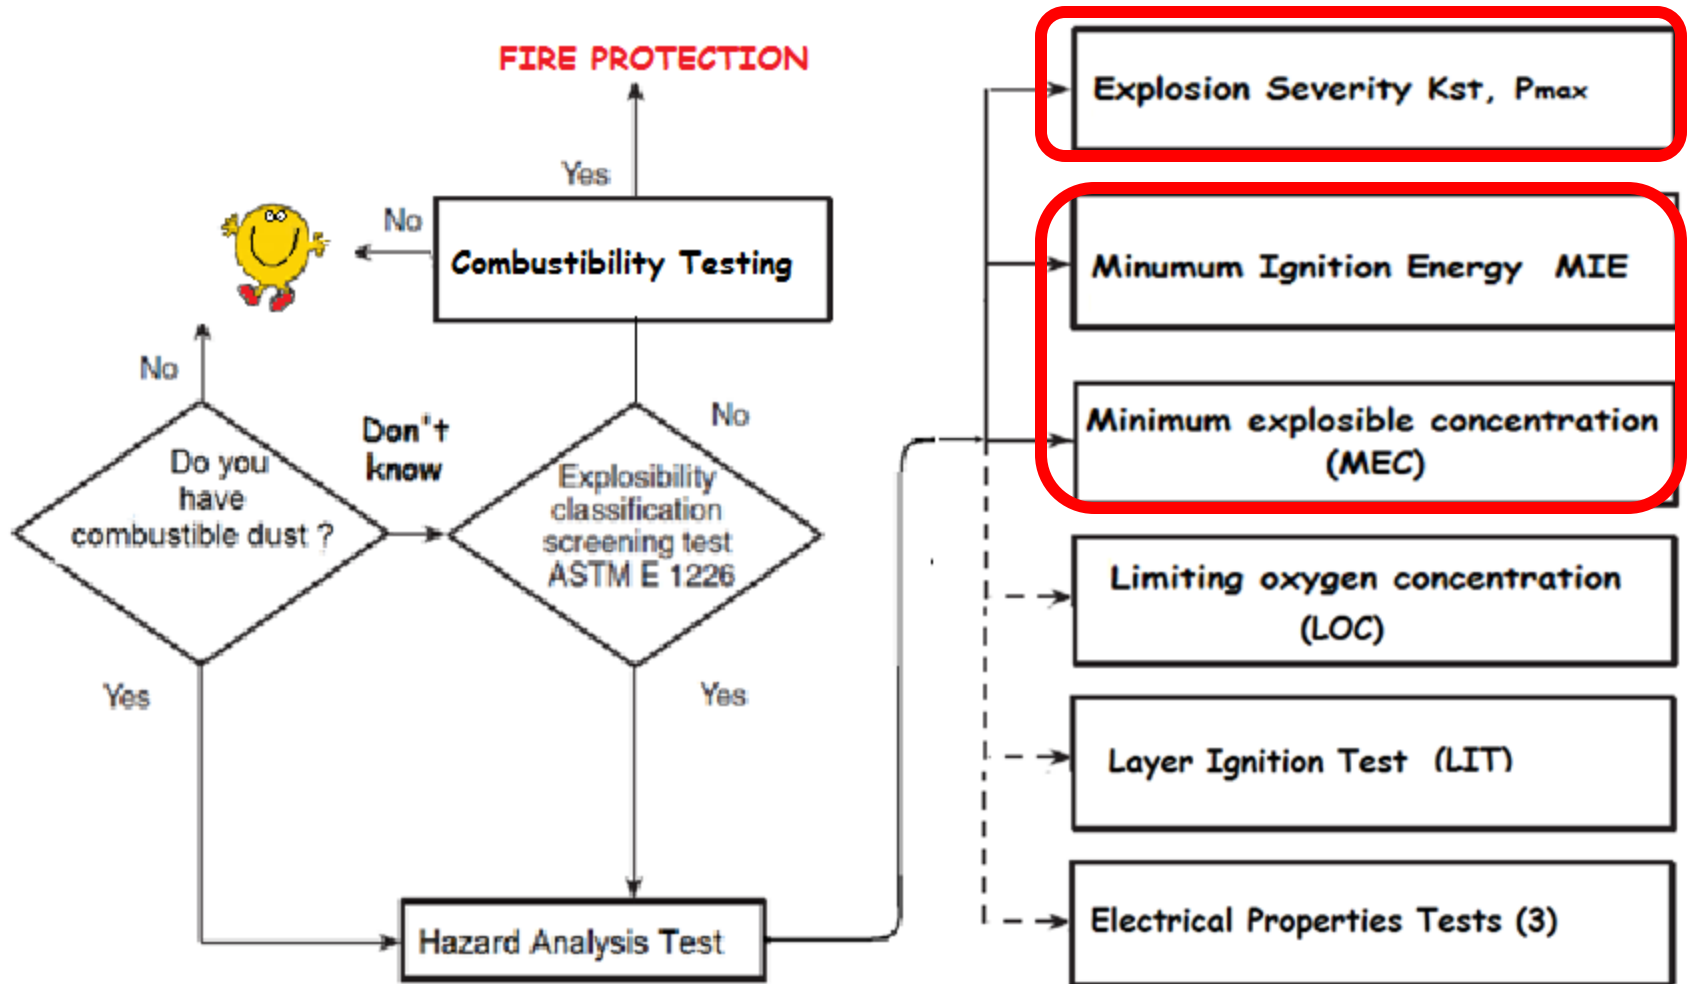 FIRE PROTECTION
Yes
No
Combustibility Testing
No
Do you
have
combustible dust ?
Don't
know
No
Explosibility
classification
screening test
ASTM E 1226
Yes
Yes
Hazard Analysis Test
Explosion Severity Kst, Pmax
Minumum Ignition Energy MIE
Minimum explosible concentration
(MEC)
Limiting oxygen concentration
(LOC)
Layer Ignition Test (LIT)
Electrical Properties Tests (3)